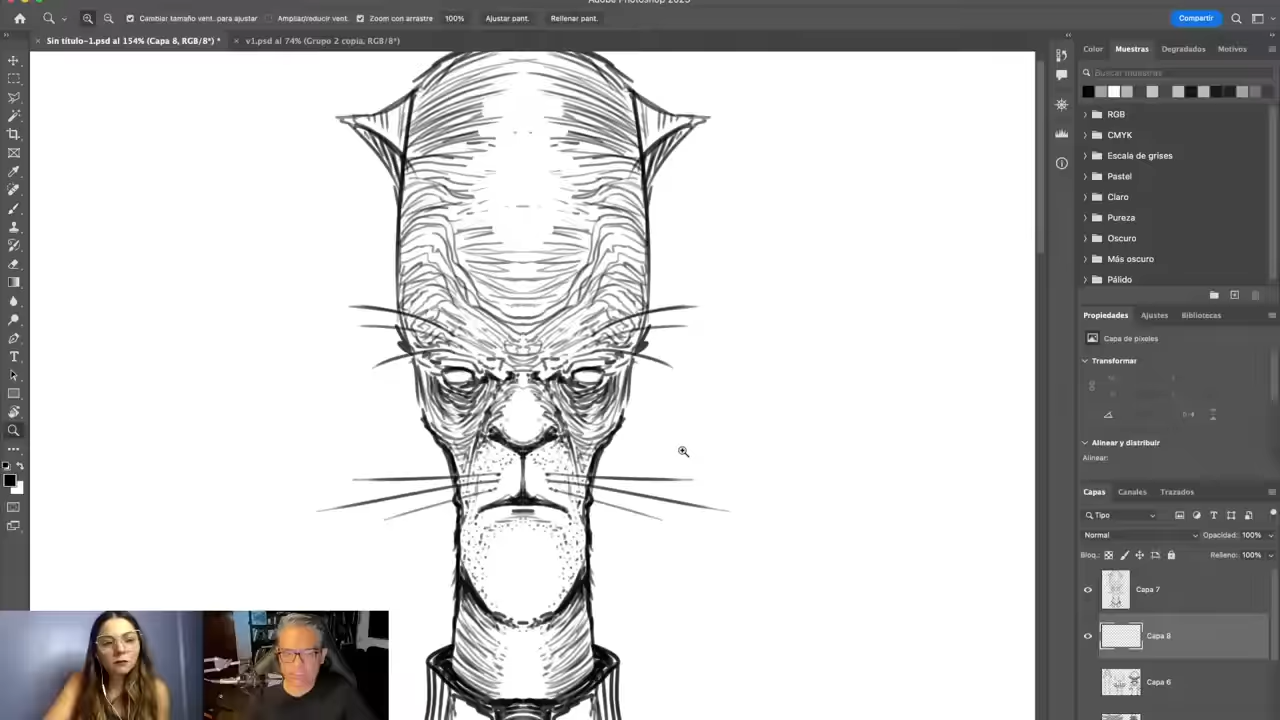 Adobe Photoshop 2023
Cambiar tamaño vent. para ajustar
Ampliar/reducir vent.
Zoom con arrastre
100%
Ajustar pant.
Rellenar pant.
Compartir
Sin título-1.psd al 154% (Capa 8, RGB/8*) *
v1.psd al 74% (Grupo 2 copia, RGB/8*)
Color
Muestras
Degradados
Motivos
Buscar muestras
RGB
CMYK
Escala de grises
Pastel
Claro
Pureza
Oscuro
Más oscuro
Pálido
Propiedades
Ajustes
Bibliotecas
Capa de píxeles
Transformar
Alinear y distribuir
Alinear:
Capas
Canales
Trazados
Tipo
Normal
Opacidad: 100%
Bloq.:
Relleno: 100%
Capa 7
Capa 8
Capa 6